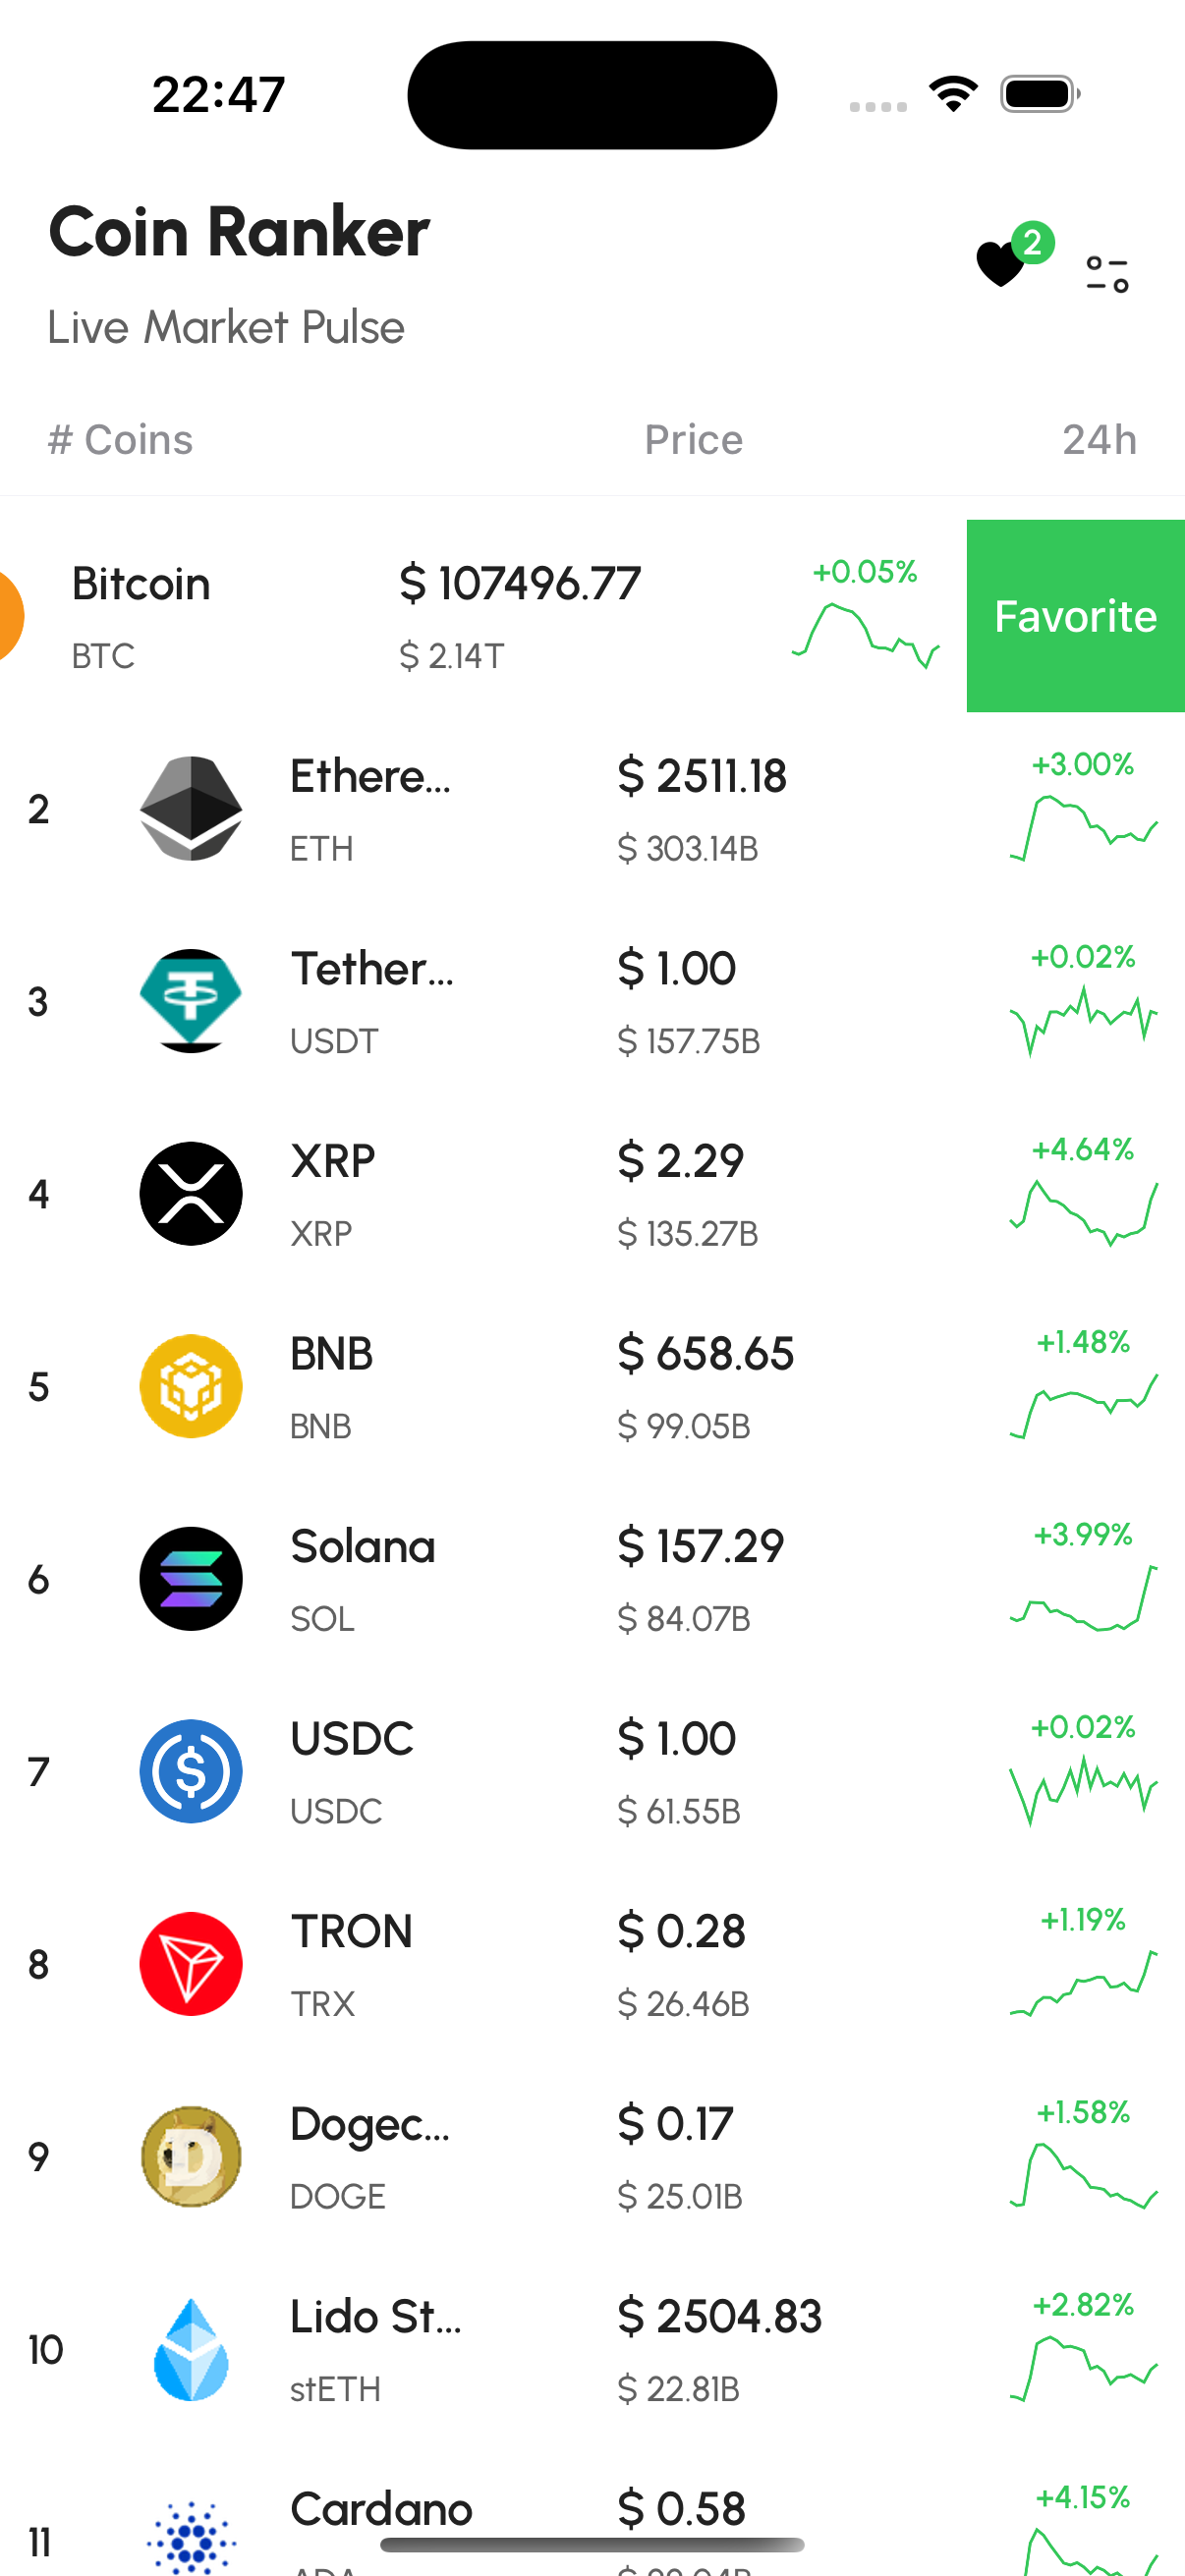 22:47
Coin Ranker
2
Live Market Pulse
# Coins Price 24h
Bitcoin $ 107496.77 +0.05% Favorite
BTC $ 2.14T
2 Ethere... $ 2511.18 +3.00%
ETH $ 303.14B
3 Tether... $ 1.00 +0.02%
USDT $ 157.75B
4 XRP $ 2.29 +4.64%
XRP $ 135.27B
5 BNB $ 658.65 +1.48%
BNB $ 99.05B
6 Solana $ 157.29 +3.99%
SOL $ 84.07B
7 USDC $ 1.00 +0.02%
USDC $ 61.55B
8 TRON $ 0.28 +1.19%
TRX $ 26.46B
9 Dogec... $ 0.17 +1.58%
DOGE $ 25.01B
10 Lido St... $ 2504.83 +2.82%
stETH $ 22.81B
11 Cardano $ 0.58 +4.15%